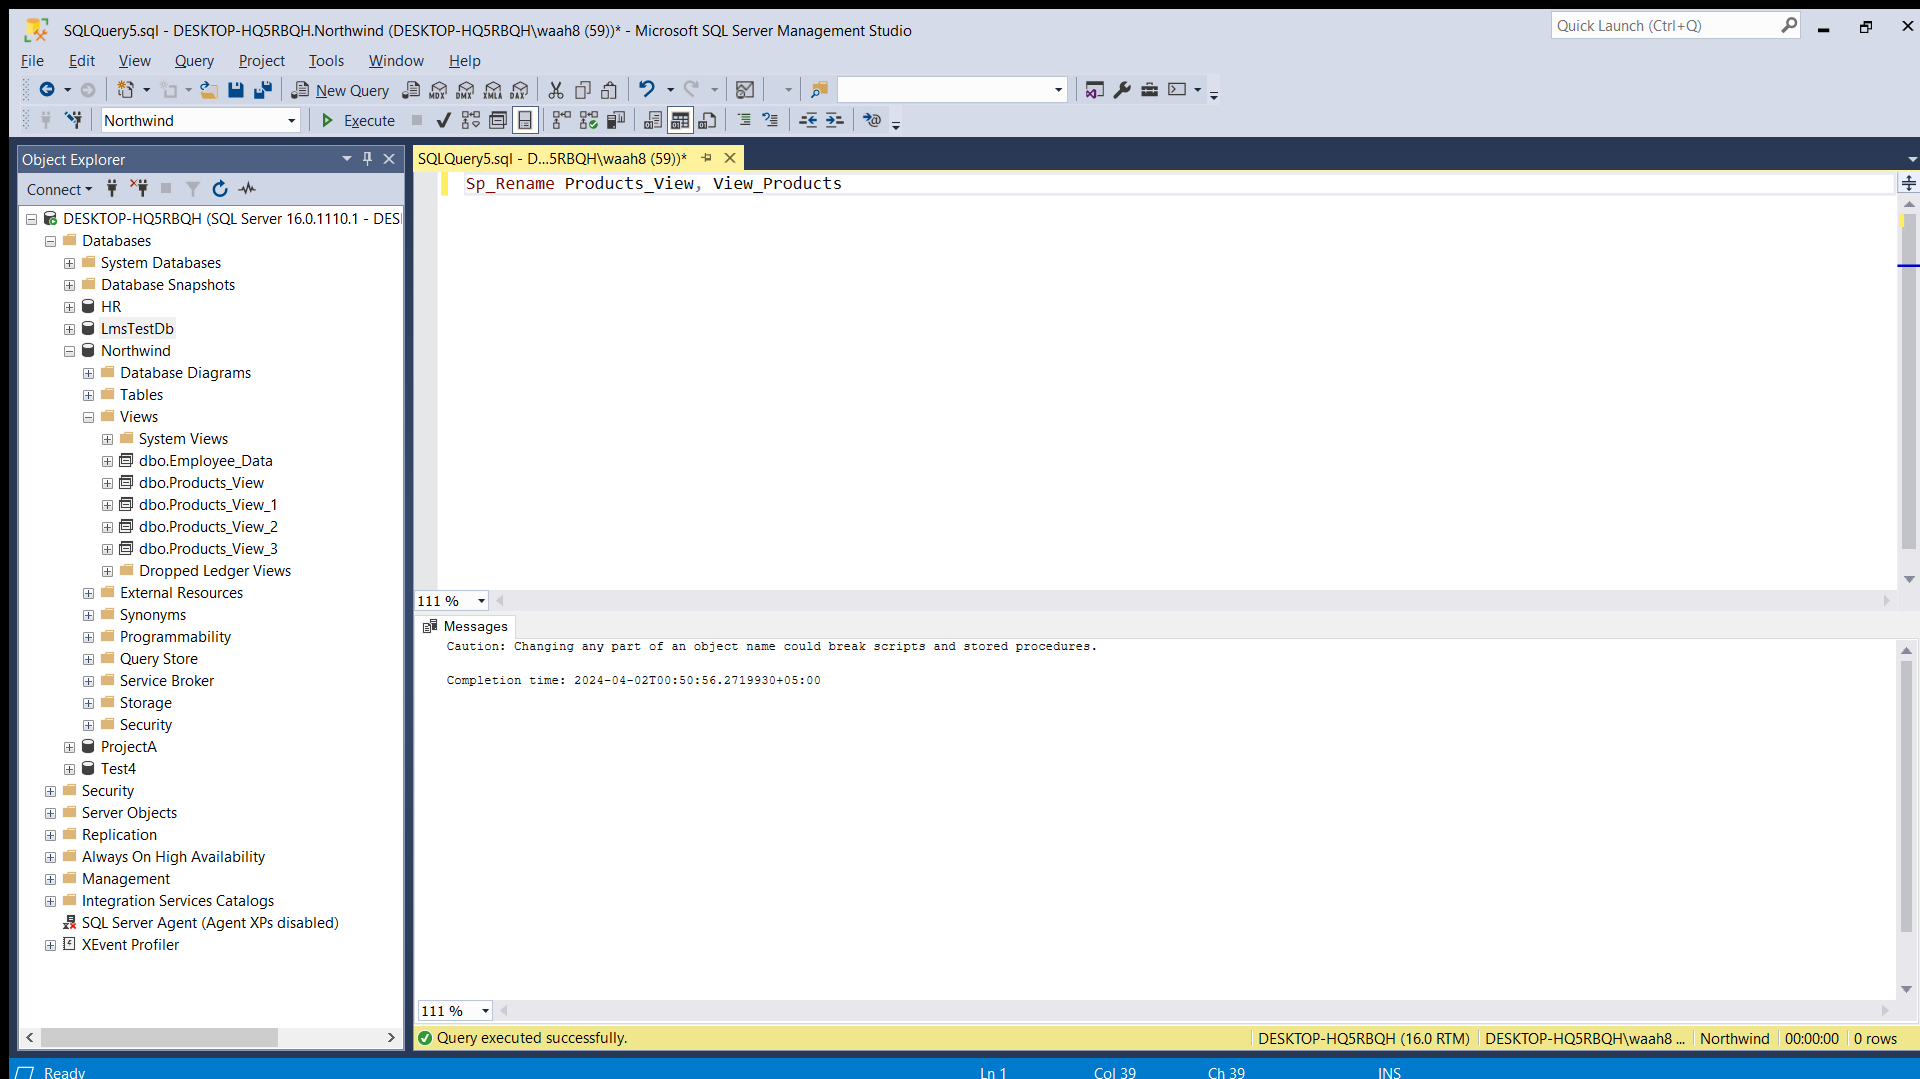 SQLQuery5.sql - DESKTOP-HQ5RBQH.Northwind (DESKTOP-HQ5RBQH\waah8 (59))* - Microsoft SQL Server Management Studio
Quick Launch (Ctrl+Q)
File Edit View Query Project Tools Window Help
New Query MDX DMX XMLA DAX
Northwind Execute
Object Explorer
Connect
DESKTOP-HQ5RBQH (SQL Server 16.0.1110.1 - DES
Databases
System Databases
Database Snapshots
HR
LmsTestDb
Northwind
Database Diagrams
Tables
Views
System Views
dbo.Employee_Data
dbo.Products_View
dbo.Products_View_1
dbo.Products_View_2
dbo.Products_View_3
Dropped Ledger Views
External Resources
Synonyms
Programmability
Query Store
Service Broker
Storage
Security
ProjectA
Test4
Security
Server Objects
Replication
Always On High Availability
Management
Integration Services Catalogs
SQL Server Agent (Agent XPs disabled)
XEvent Profiler
SQLQuery5.sql - D...5RBQH\waah8 (59))*
Sp_Rename Products_View, View_Products
111 %
Messages
Caution: Changing any part of an object name could break scripts and stored procedures.
Completion time: 2024-04-02T00:50:56.2719930+05:00
111 %
Query executed successfully. DESKTOP-HQ5RBQH (16.0 RTM) DESKTOP-HQ5RBQH\waah8 ... Northwind 00:00:00 0 rows
Ready Ln 1 Col 39 Ch 39 INS